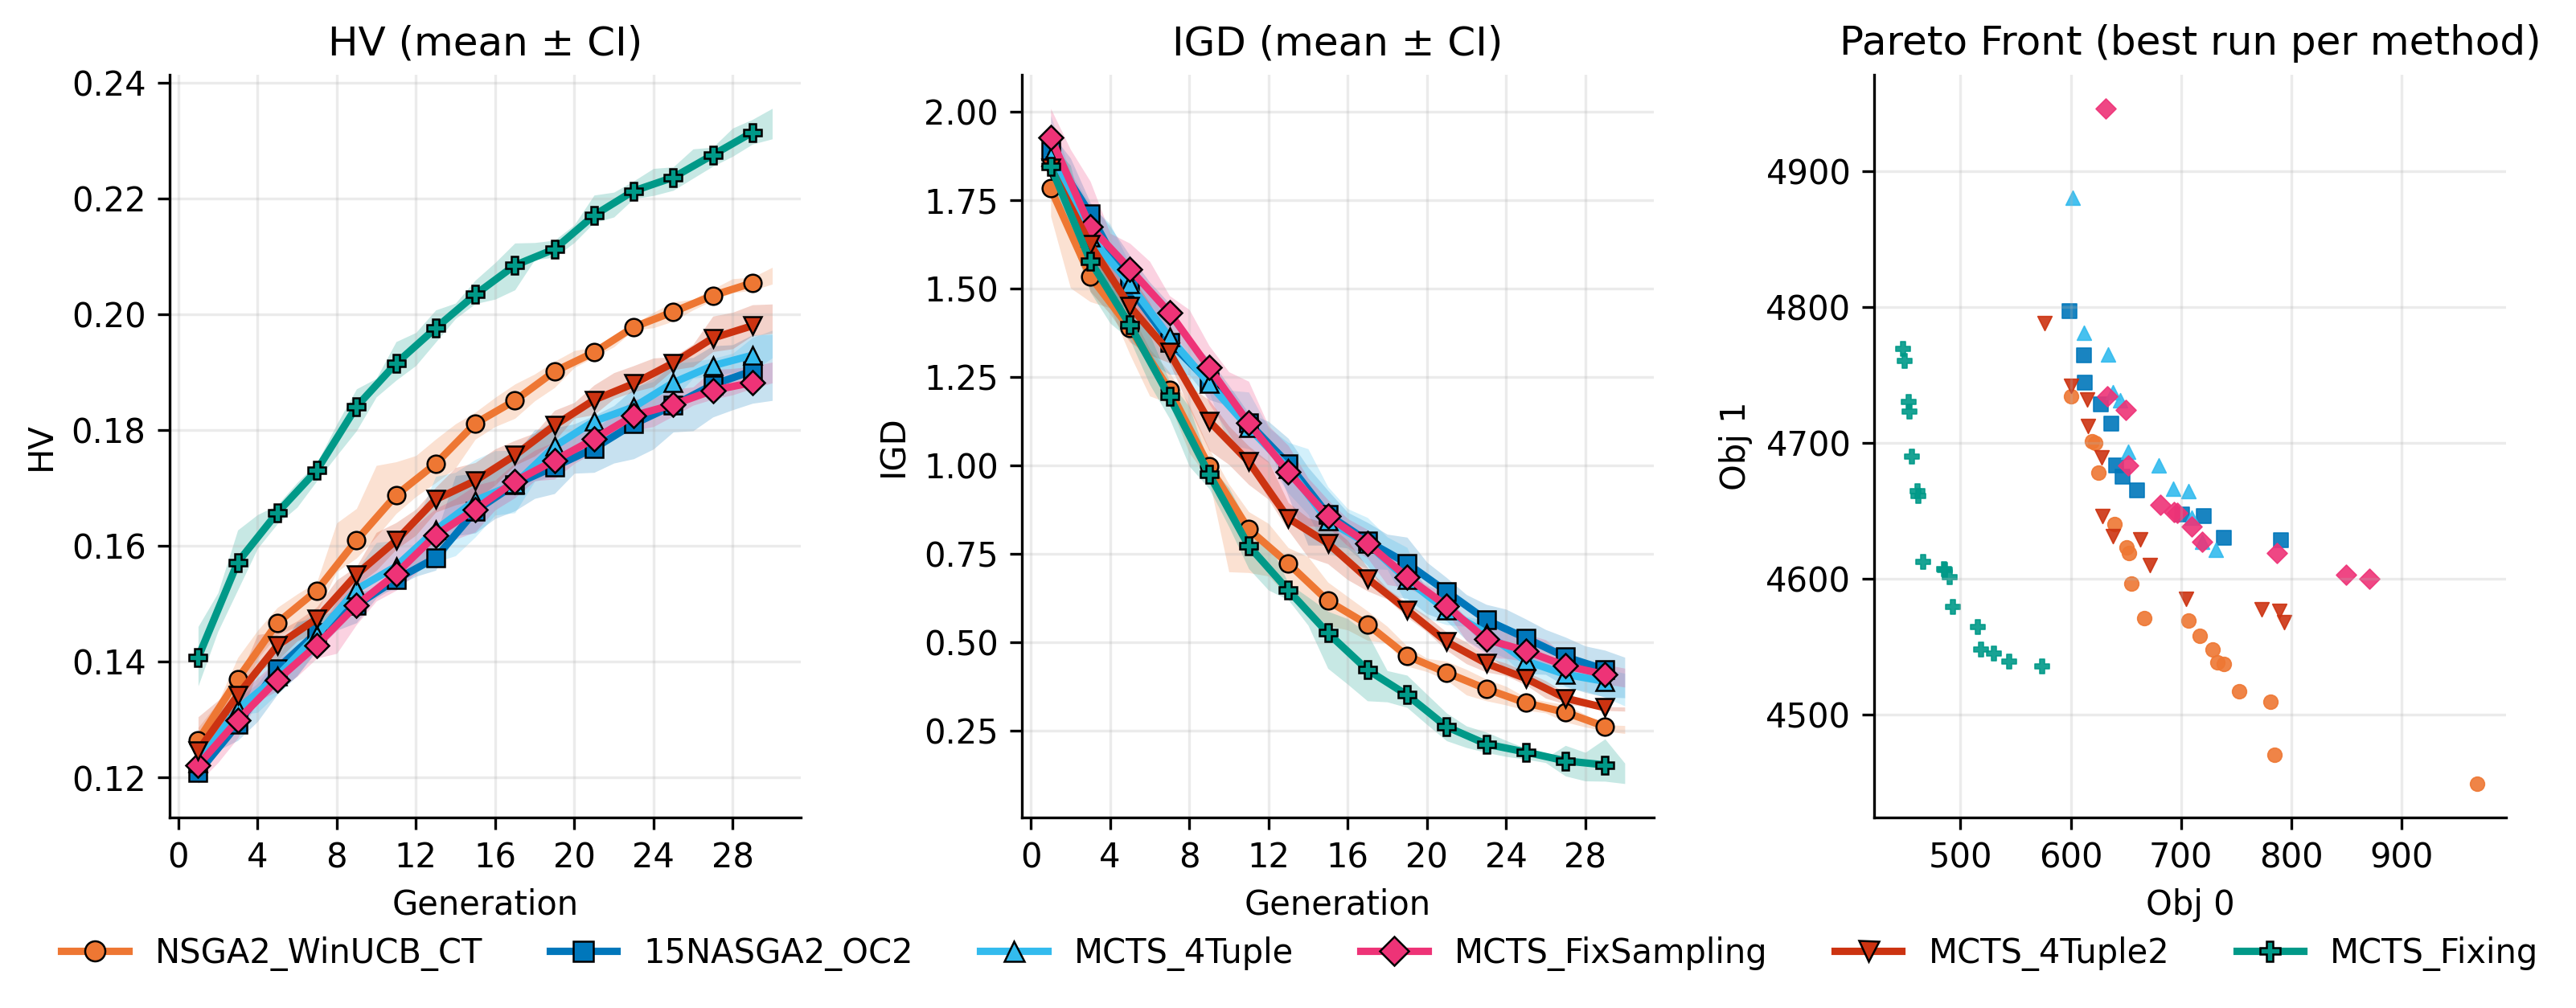 HV (mean ± CI)
0.24
0.22
0.20
0.18
0.16
0.14
0.12
HV
0 4 8 12 16 20 24 28
Generation
IGD (mean ± CI)
2.00
1.75
1.50
1.25
1.00
0.75
0.50
0.25
IGD
0 4 8 12 16 20 24 28
Generation
Pareto Front (best run per method)
4900
4800
4700
4600
4500
Obj 1
500 600 700 800 900
Obj 0
NSGA2_WinUCB_CT 15NASGA2_OC2 MCTS_4Tuple MCTS_FixSampling MCTS_4Tuple2 MCTS_Fixing